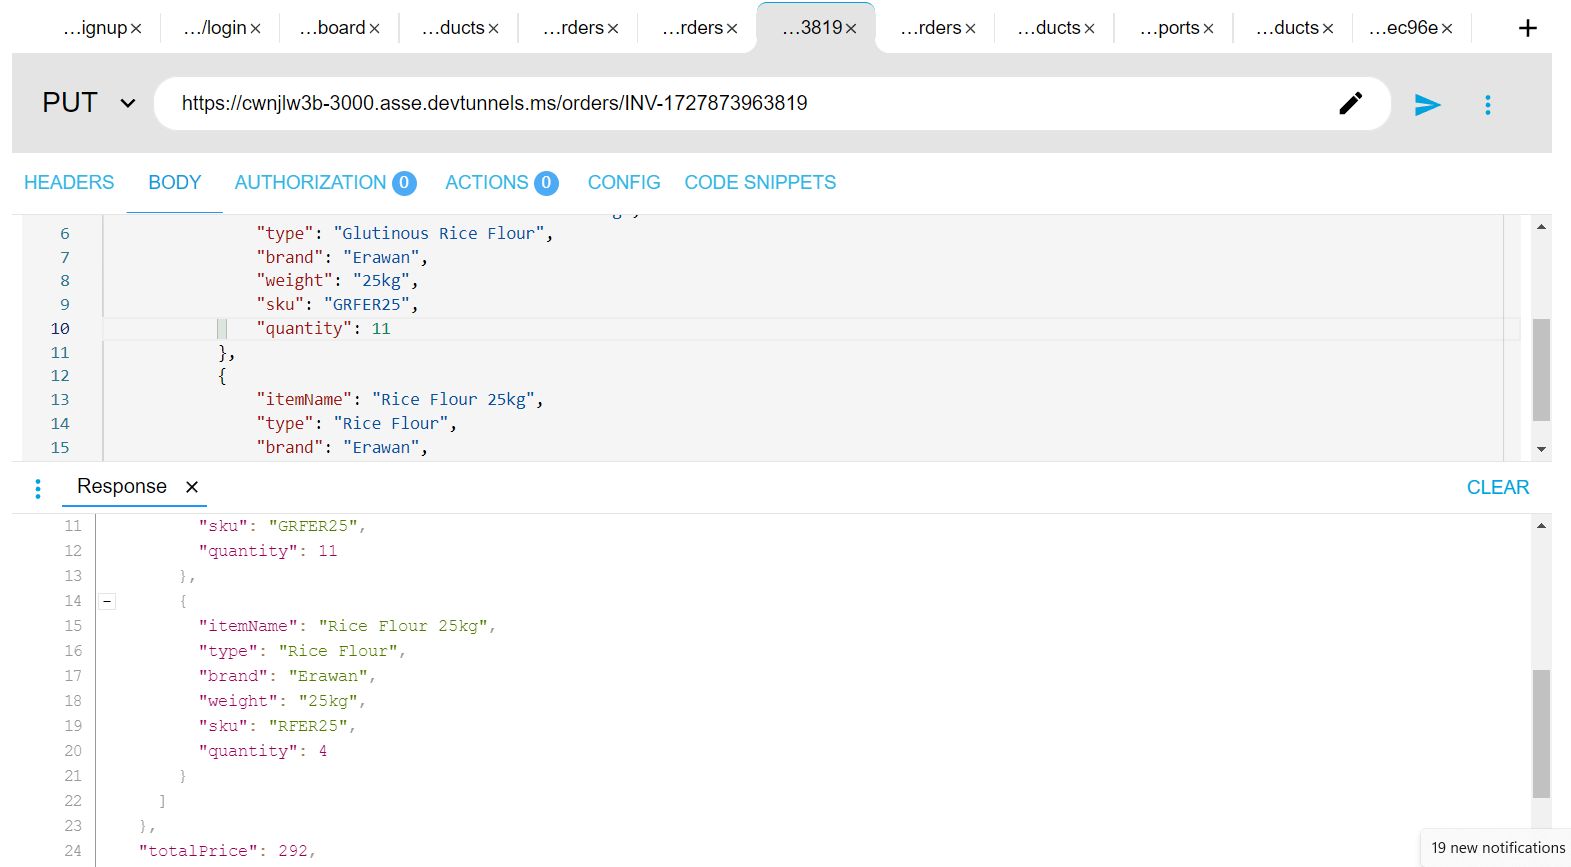 ...ignup× .../login× ...board× ...ducts× ...rders× ...rders× ...3819× ...rders× ...ducts× ...ports× ...ducts× ...ec96e× +
PUT https://cwnjlw3b-3000.asse.devtunnels.ms/orders/INV-1727873963819
HEADERS BODY AUTHORIZATION 0 ACTIONS 0 CONFIG CODE SNIPPETS
6 "type": "Glutinous Rice Flour",
7 "brand": "Erawan",
8 "weight": "25kg",
9 "sku": "GRFER25",
10 "quantity": 11
11 },
12 {
13 "itemName": "Rice Flour 25kg",
14 "type": "Rice Flour",
15 "brand": "Erawan",
Response × CLEAR
11 "sku": "GRFER25",
12 "quantity": 11
13 },
14 {
15 "itemName": "Rice Flour 25kg",
16 "type": "Rice Flour",
17 "brand": "Erawan",
18 "weight": "25kg",
19 "sku": "RFER25",
20 "quantity": 4
21 }
22 ]
23 },
24 "totalPrice": 292,
19 new notifications